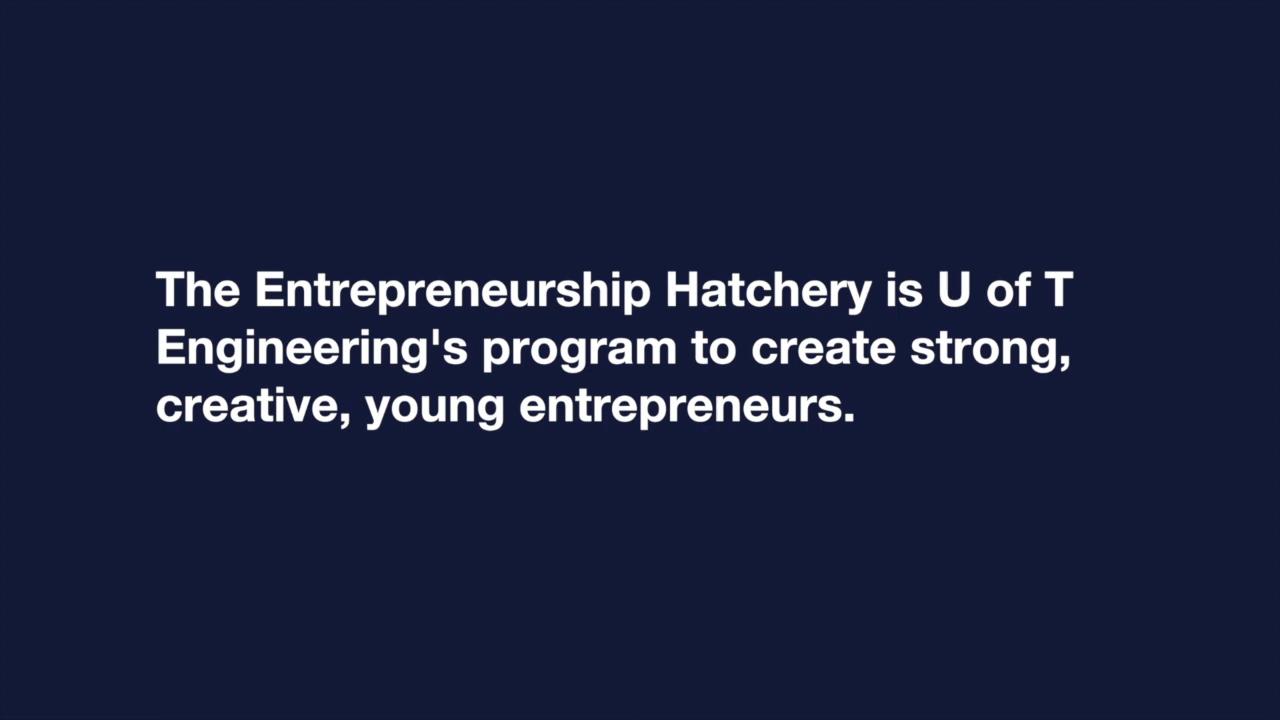 The Entrepreneurship Hatchery is U of T
Engineering's program to create strong,
creative, young entrepreneurs.